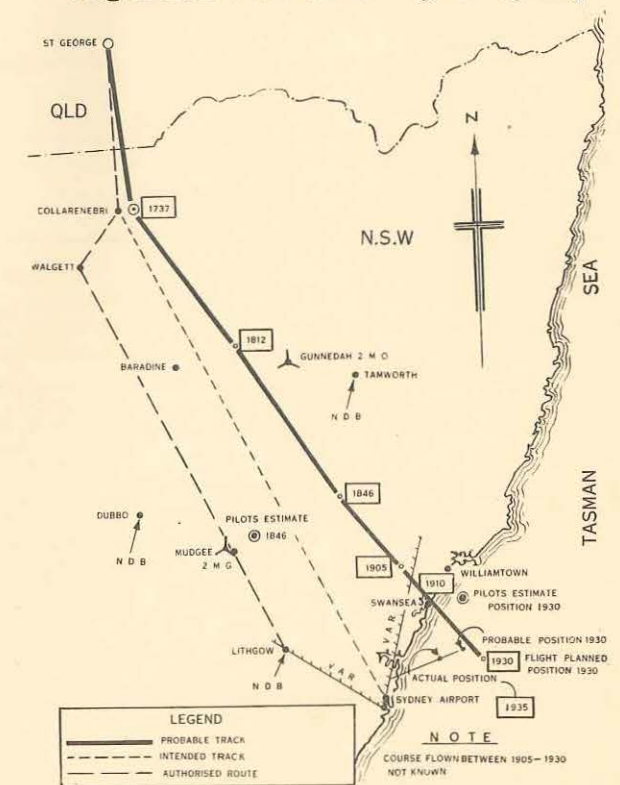 ST GEORGE
QLD
COLLARENEBRI
1737
WALGETT
N
N.S.W
SEA
1812
GUNNEDAH 2 M O
BARADINE
TAMWORTH
N D B
1846
TASMAN
DUBBO
N D B
PILOTS ESTIMATE
1846
MUDGEE
2 M G
1905
WILLIAMTOWN
1910
SWANSEA
PILOTS ESTIMATE
POSITION 1930
VAR
PROBABLE POSITION 1930
LITHGOW
N D B
VAR
1930
FLIGHT PLANNED
POSITION 1930
ACTUAL POSITION
1935
SYDNEY AIRPORT
LEGEND
PROBABLE TRACK
INTENDED TRACK
AUTHORISED ROUTE
NOTE
COURSE FLOWN BETWEEN 1905-1930
NOT KNOWN